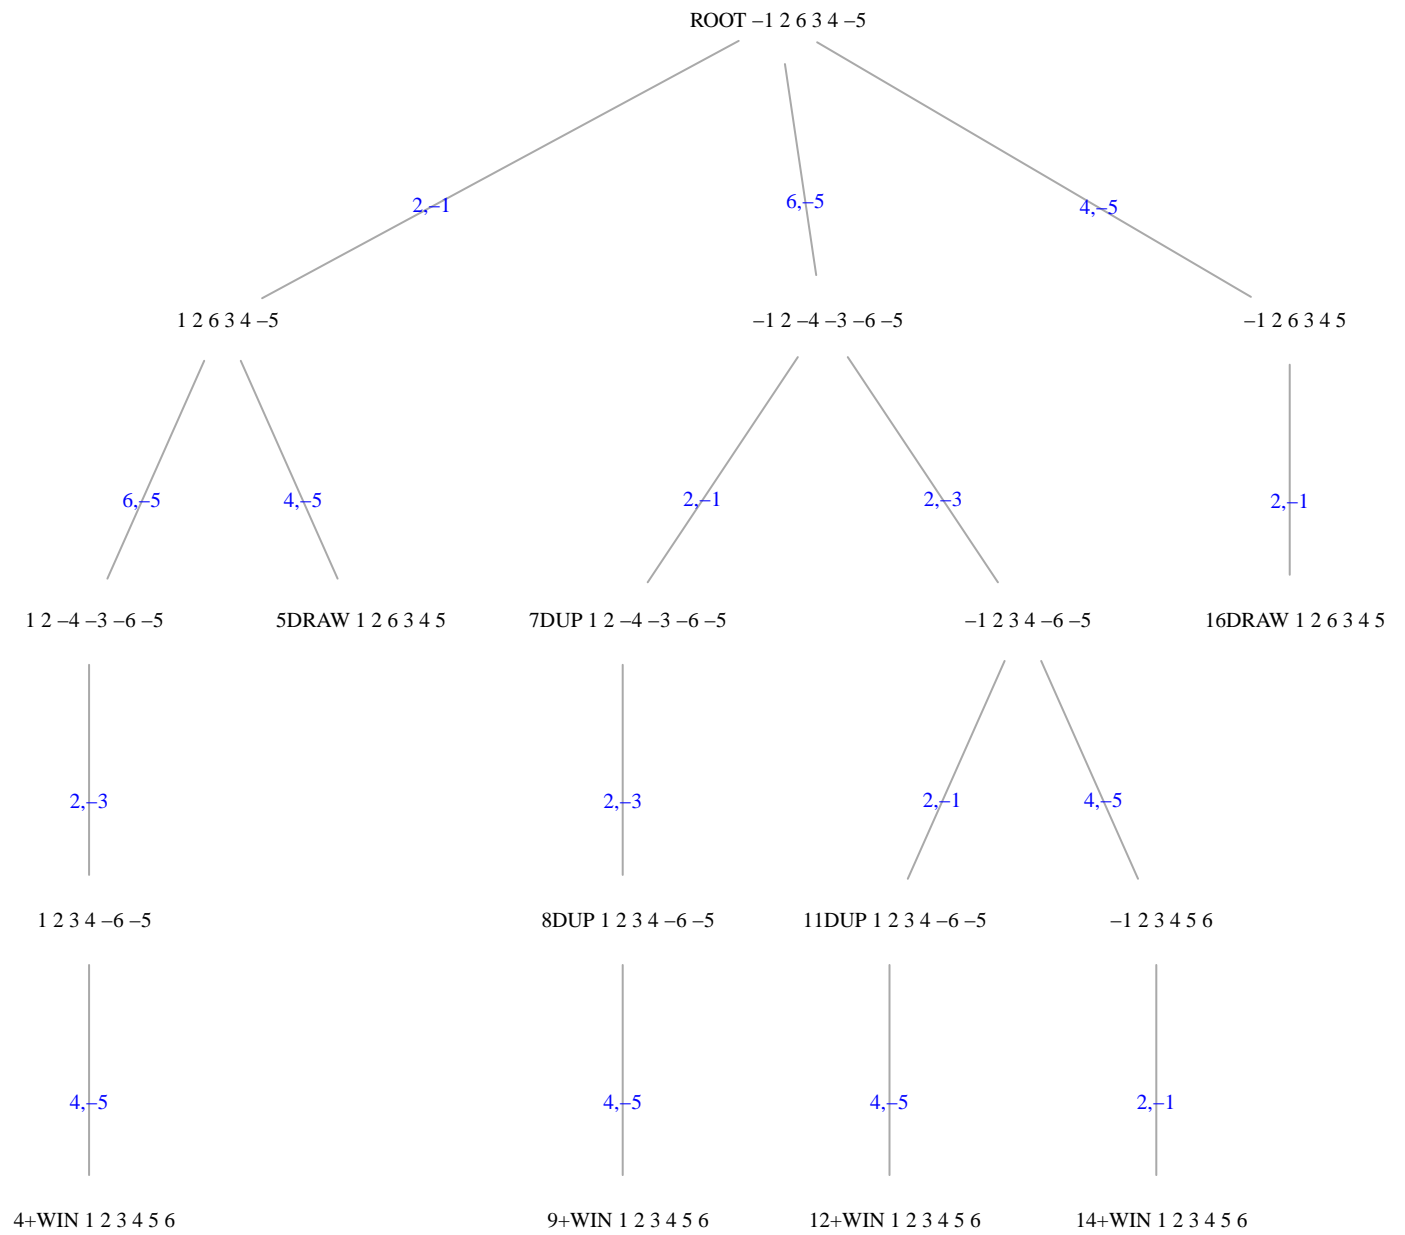 ROOT –1 2 6 3 4 –5
2,–1
6,–5
4,–5
1 2 6 3 4 –5
–1 2 –4 –3 –6 –5
–1 2 6 3 4 5
6,–5
4,–5
2,–1
2,–3
2,–1
1 2 –4 –3 –6 –5
5DRAW 1 2 6 3 4 5
7DUP 1 2 –4 –3 –6 –5
–1 2 3 4 –6 –5
16DRAW 1 2 6 3 4 5
2,–3
2,–3
2,–1
4,–5
1 2 3 4 –6 –5
8DUP 1 2 3 4 –6 –5
11DUP 1 2 3 4 –6 –5
–1 2 3 4 5 6
4,–5
4,–5
4,–5
2,–1
4+WIN 1 2 3 4 5 6
9+WIN 1 2 3 4 5 6
12+WIN 1 2 3 4 5 6
14+WIN 1 2 3 4 5 6